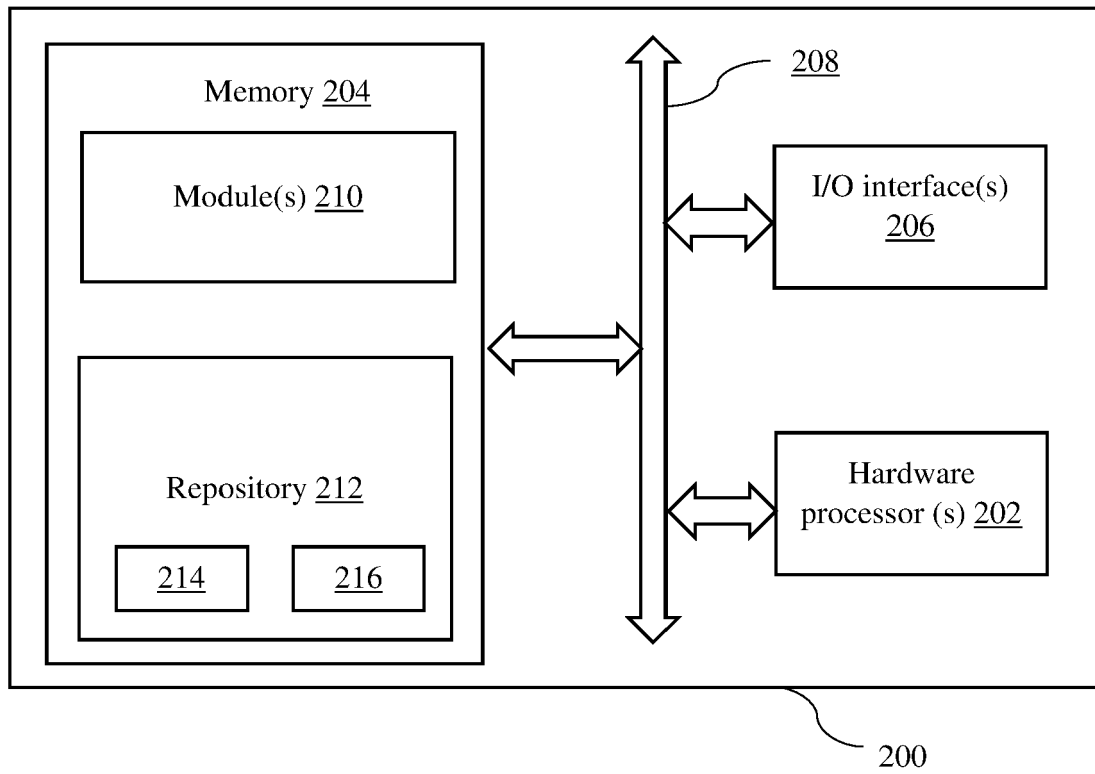 Memory 204
Module(s) 210
Repository 212
214
216
208
I/O interface(s)
206
Hardware
processor (s) 202
200